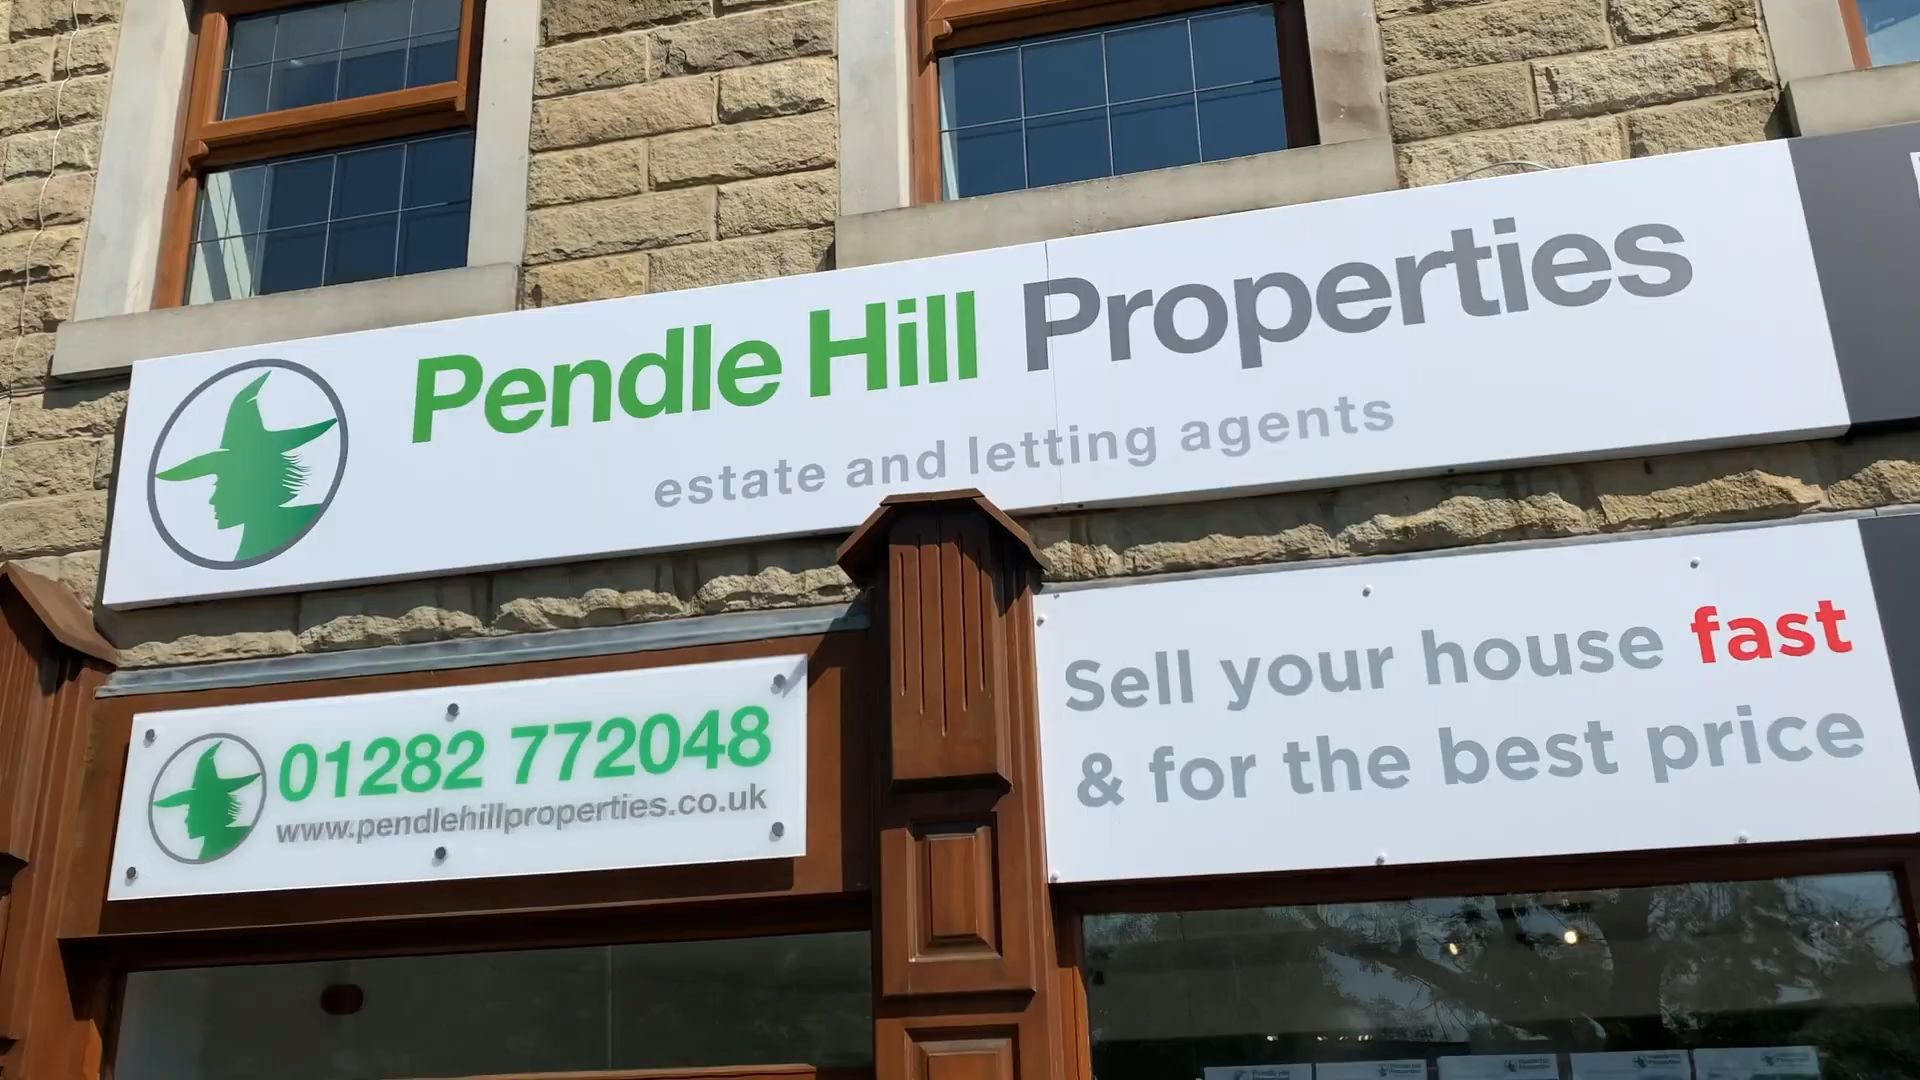 Pendle Hill Properties
estate and letting agents
01282 772048
www.pendlehillproperties.co.uk
Sell your house fast
& for the best price